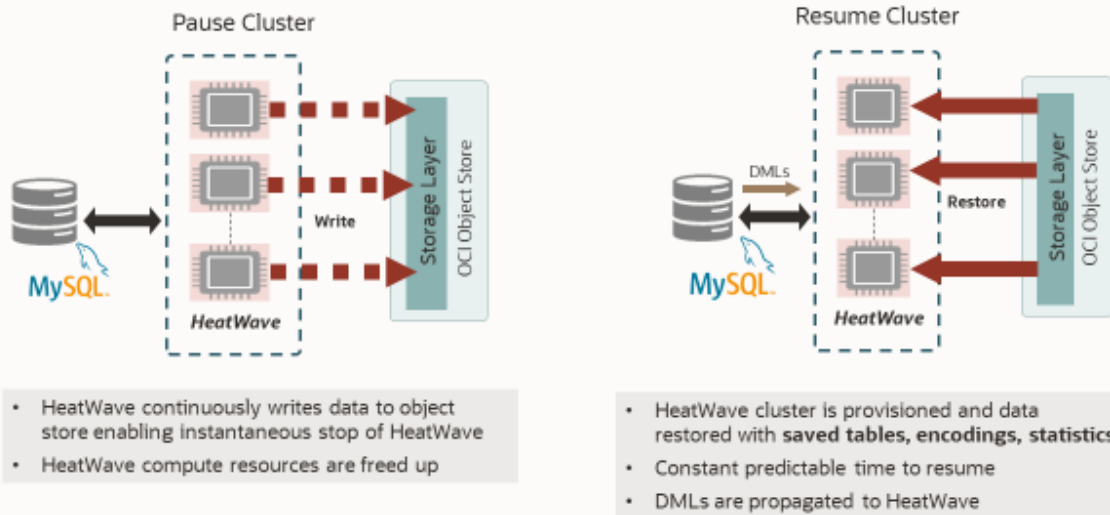 Pause Cluster
Write
Storage Layer
OCI Object Store
MySQL™
HeatWave
• HeatWave continuously writes data to object
store enabling instantaneous stop of HeatWave
• HeatWave compute resources are freed up
Resume Cluster
DMLs
Restore
Storage Layer
OCI Object Store
MySQL™
HeatWave
• HeatWave cluster is provisioned and data
restored with saved tables, encodings, statistics
• Constant predictable time to resume
• DMLs are propagated to HeatWave